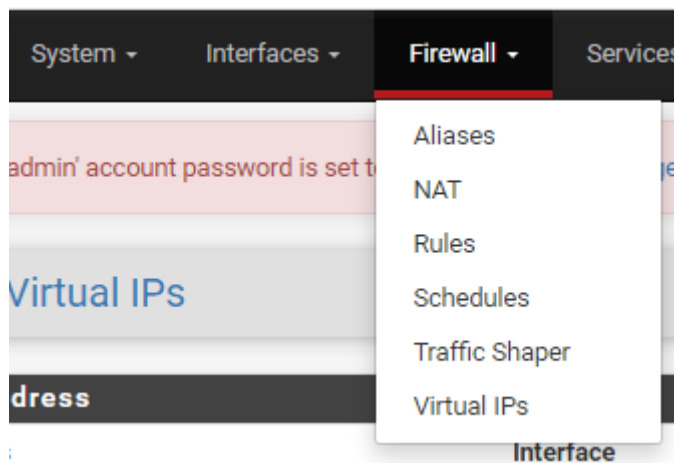 System Interfaces Firewall Services
Aliases
admin' account password is set t
NAT
Rules
Virtual IPs
Schedules
Traffic Shaper
dress
Virtual IPs
Interface